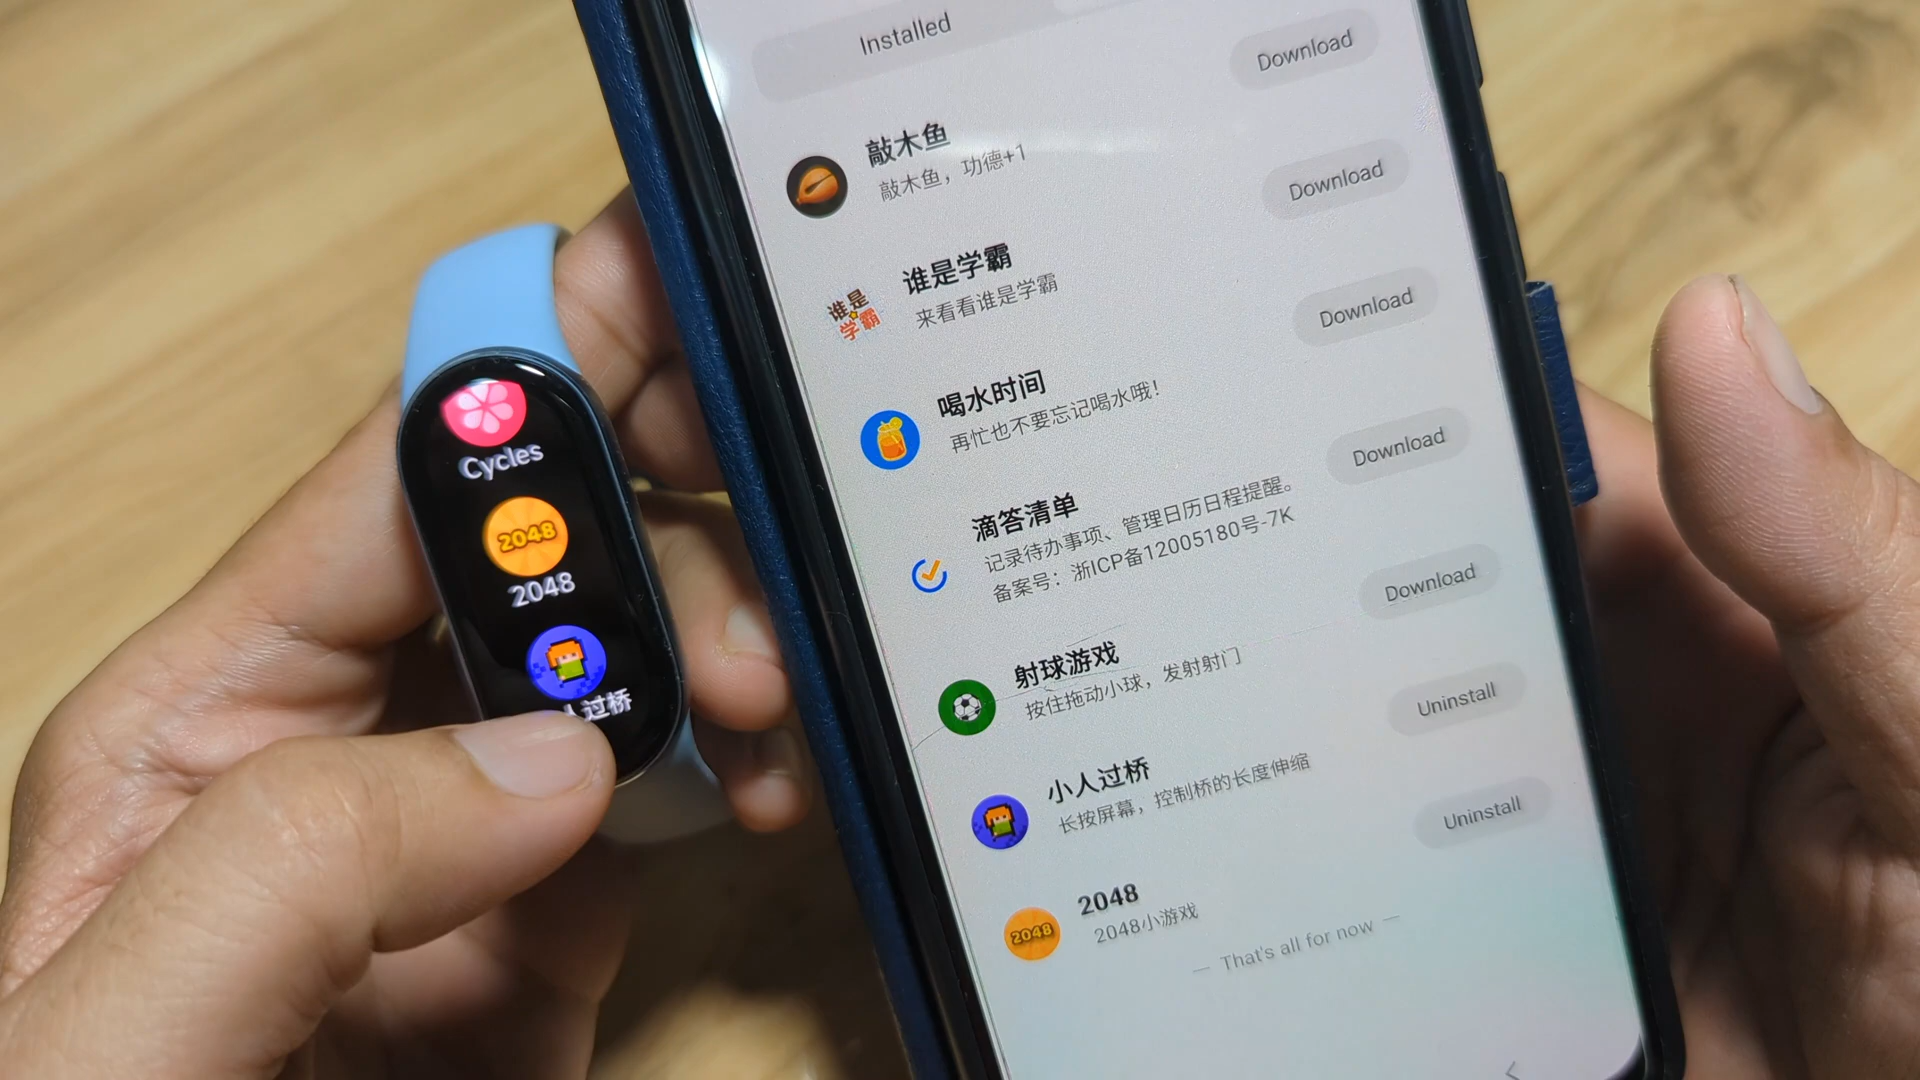 Installed
Download
敲木鱼
敲木鱼，功德+1
Download
谁是
学霸
谁是学霸
来看看谁是学霸
Download
喝水时间
再忙也不要忘记喝水哦！
Download
滴答清单
记录待办事项、管理日历日程提醒。
备案号：浙ICP备12005180号-7K
Download
射球游戏
按住拖动小球，发射射门
Uninstall
小人过桥
长按屏幕，控制桥的长度伸缩
Uninstall
2048
2048
2048小游戏
— That's all for now —
Cycles
2048
2048
人过桥